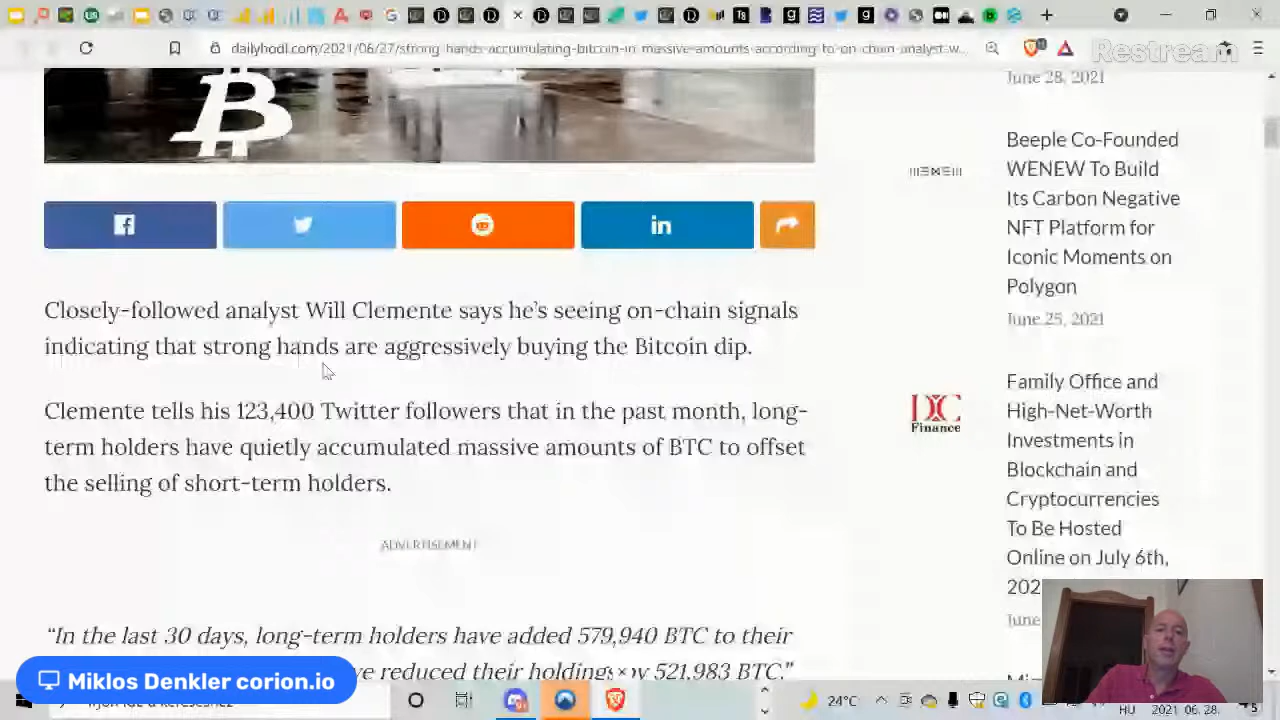 dailyhodl.com/2021/06/27/strong-hands-accumulating-bitcoin-in-massive-amounts-according-to-on-chain-analyst-w...
Restream
June 28, 2021
Beeple Co-Founded
WENEW To Build
Its Carbon Negative
NFT Platform for
Iconic Moments on
Polygon
June 25, 2021
Closely-followed analyst Will Clemente says he's seeing on-chain signals
indicating that strong hands are aggressively buying the Bitcoin dip.
Clemente tells his 123,400 Twitter followers that in the past month, long-
term holders have quietly accumulated massive amounts of BTC to offset
the selling of short-term holders.
ADVERTISEMENT
“In the last 30 days, long-term holders have added 579,940 BTC to their
ve reduced their holdings by 521,983 BTC.”
Finance
Family Office and
High-Net-Worth
Investments in
Blockchain and
Cryptocurrencies
To Be Hosted
Online on July 6th,
202
June
Miklos Denkler corion.io
24°C
HU
2021. 06. 28.